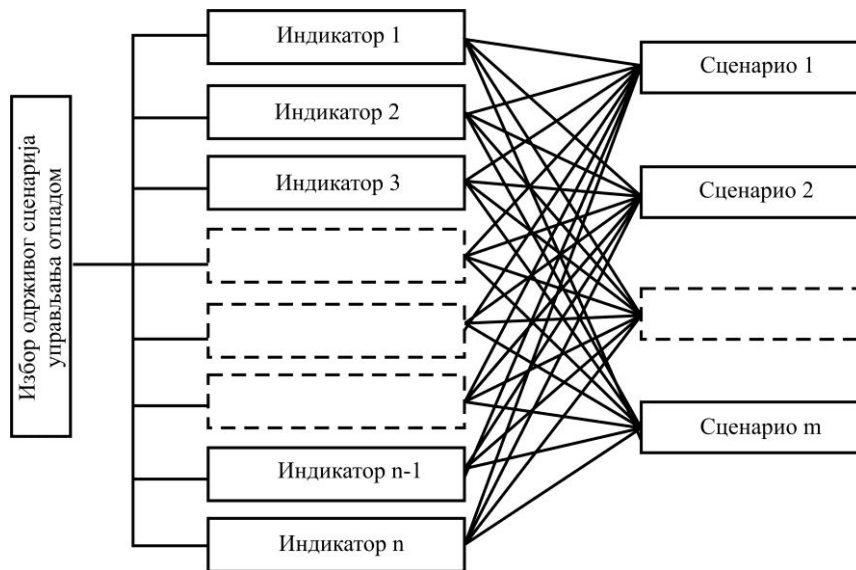 Избор одрживог сценарија
управљања отпадом
Индикатор 1
Индикатор 2
Индикатор 3
Индикатор n-1
Индикатор n
Сценарио 1
Сценарио 2
Сценарио m